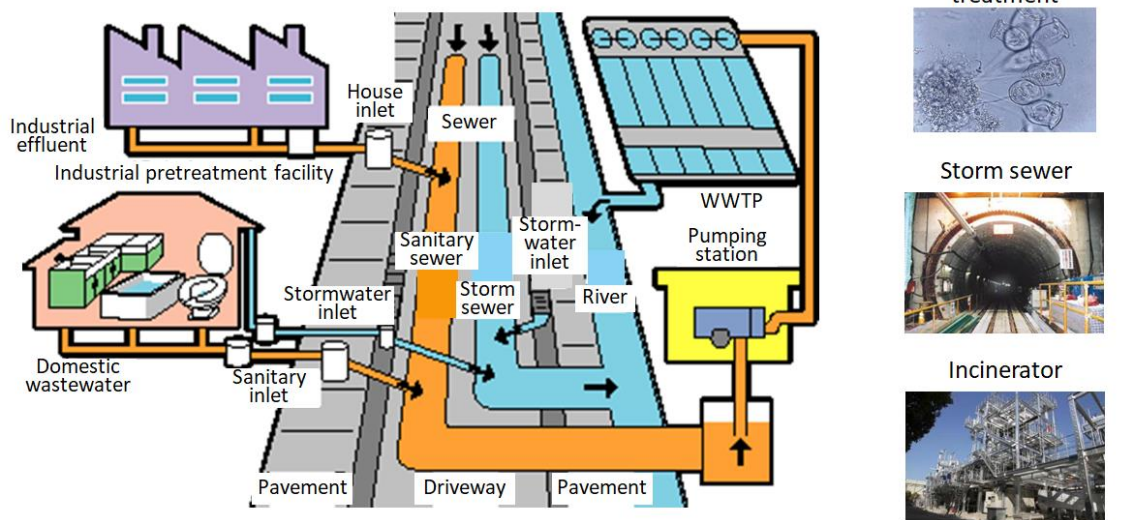 treatment
House
inlet
Sewer
Industrial
effluent
Industrial pretreatment facility
WWTP
Storm sewer
Sanitary
sewer
Storm-
water
inlet
Pumping
station
Stormwater
inlet
Storm
sewer
River
Domestic
wastewater
Sanitary
inlet
Incinerator
Pavement
Driveway
Pavement